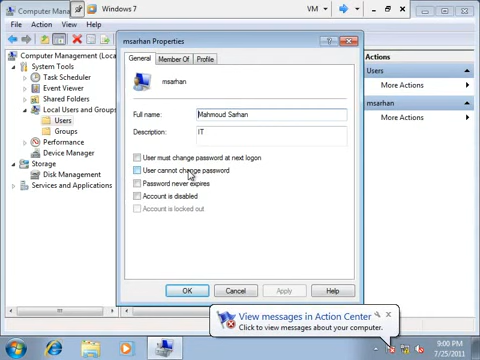 Computer Mana
Windows 7
VM
File Action View Help
msarhan Properties
General Member Of Profile
msarhan
Full name: Mahmoud Sarhan
Description: IT
User must change password at next logon
User cannot change password
Password never expires
Account is disabled
Account is locked out
OK Cancel Apply Help
Computer Management (Local
System Tools
Task Scheduler
Event Viewer
Shared Folders
Local Users and Groups
Users
Groups
Performance
Device Manager
Storage
Disk Management
Services and Applications
Actions
Users
More Actions
msarhan
More Actions
View messages in Action Center
Click to view messages about your computer.
9:00 PM
7/25/2011